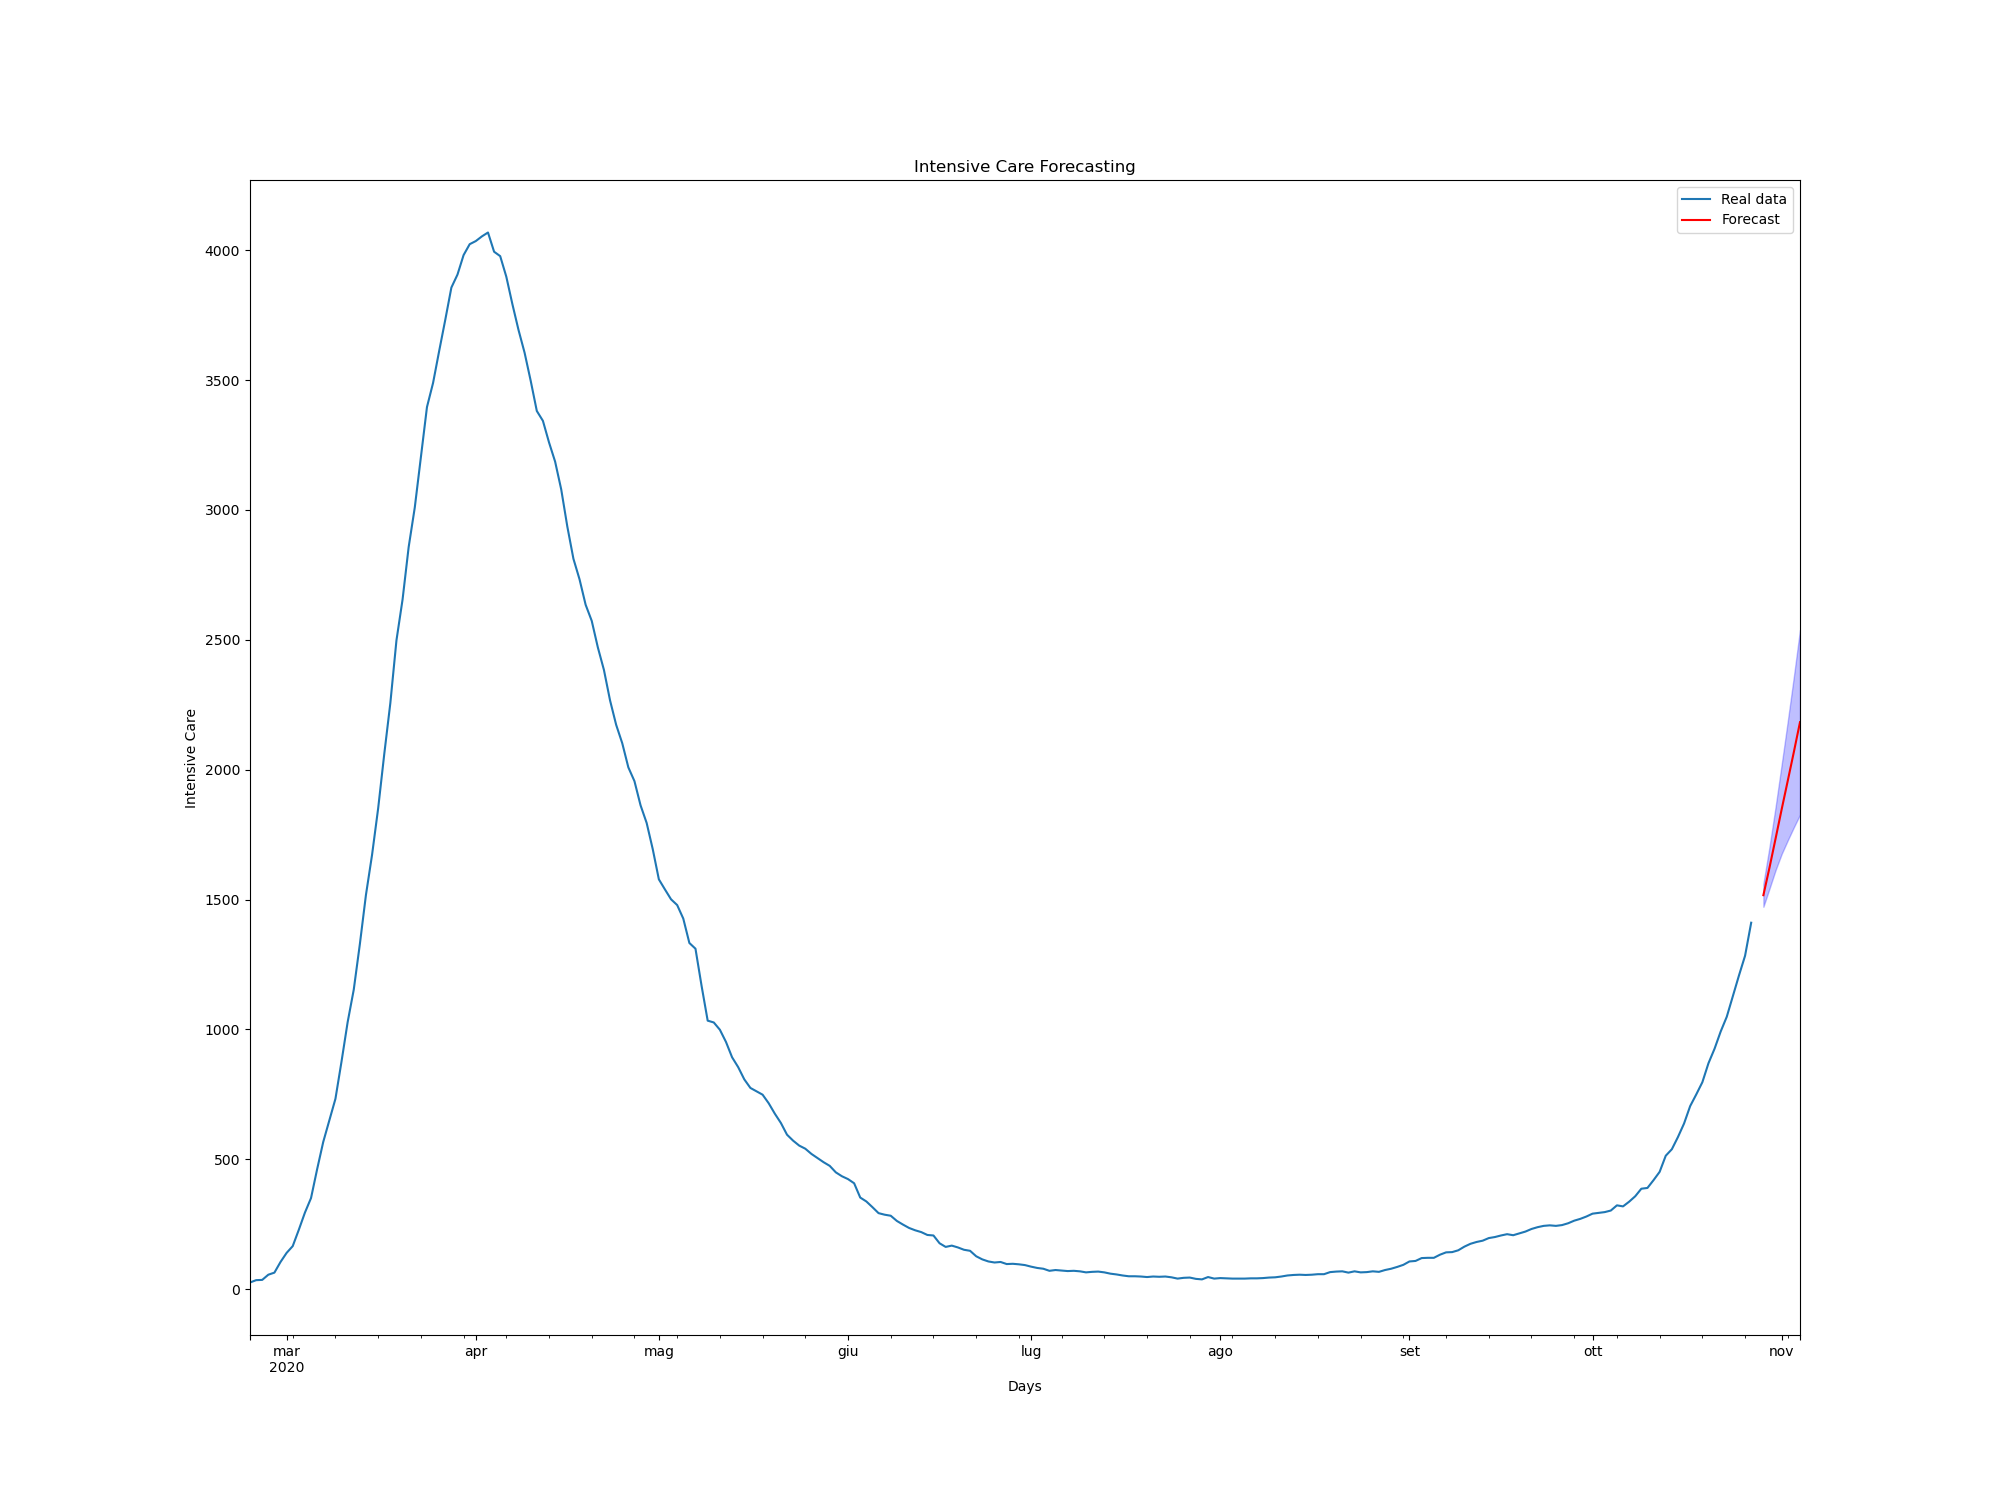 Intensive Care Forecasting
Real data
Forecast
4000
3500
3000
2500
2000
1500
1000
500
0
Intensive Care
mar apr mag giu lug ago set ott nov
2020
Days